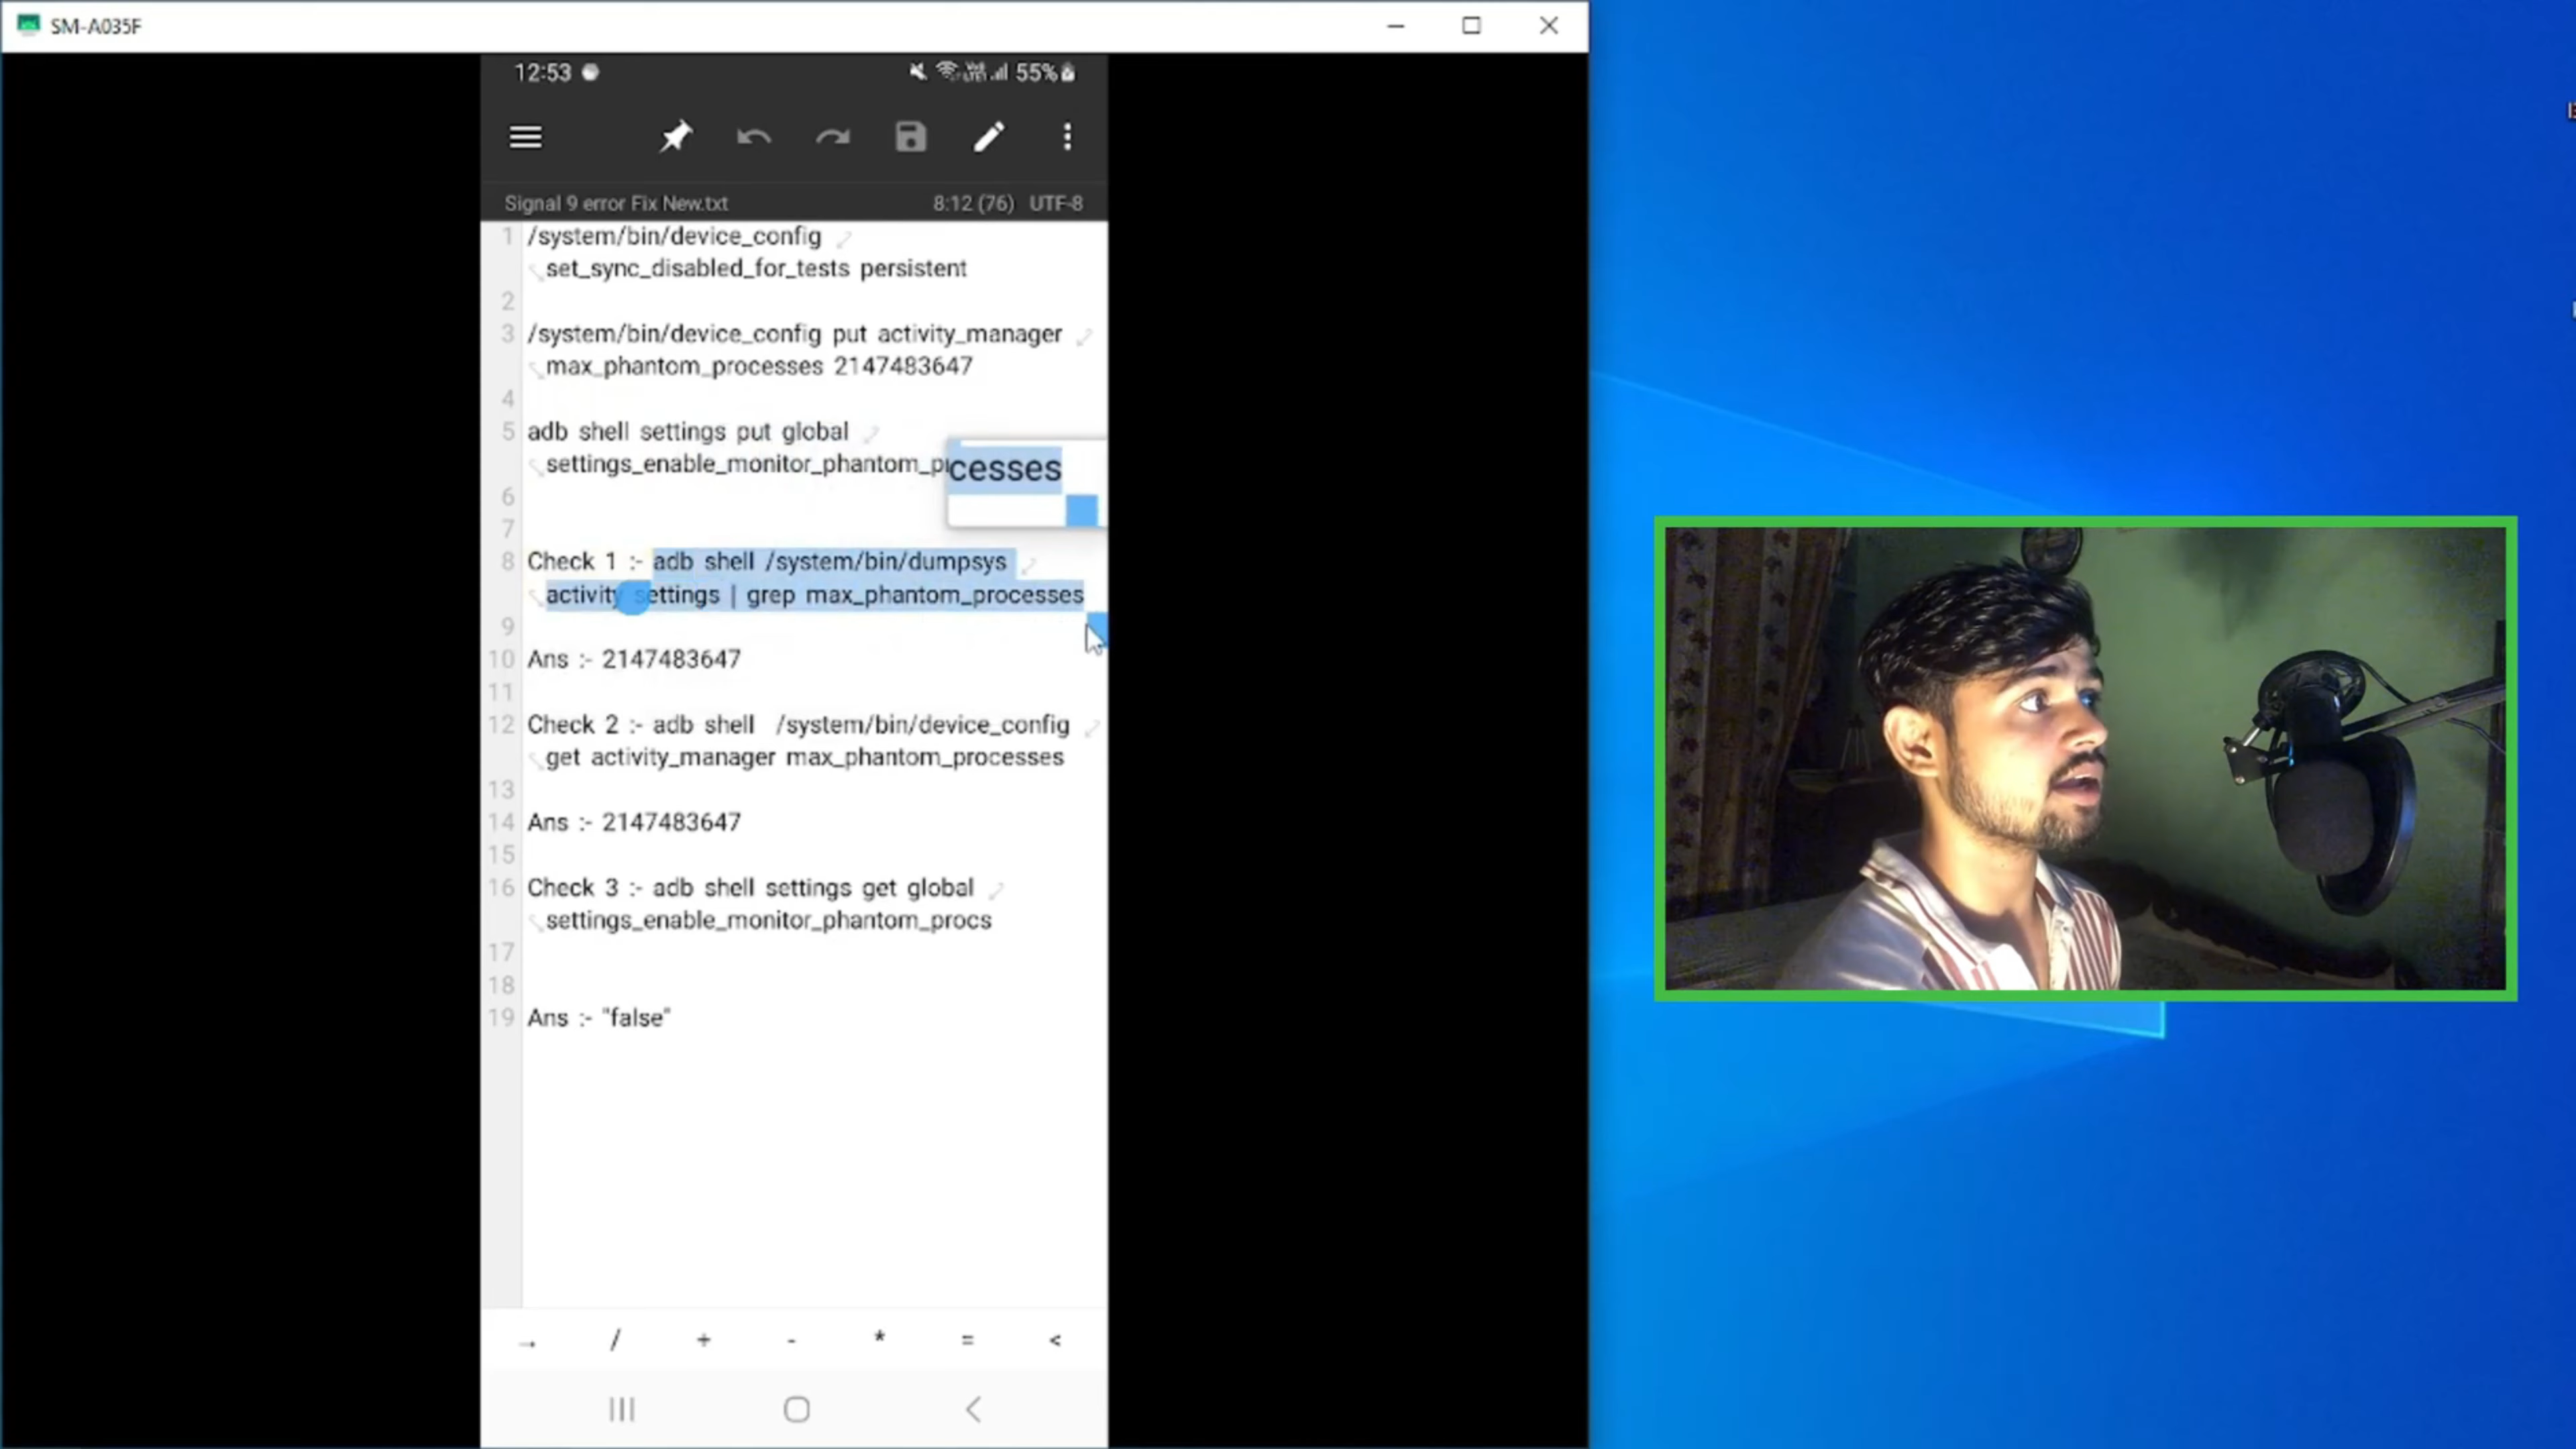 SM-A035F
12:53 55%
Signal 9 error Fix New.txt 8:12 (76) UTF-8
1 /system/bin/device_config
set_sync_disabled_for_tests persistent
2
3 /system/bin/device_config put activity_manager
max_phantom_processes 2147483647
4
5 adb shell settings put global
settings_enable_monitor_phantom_pr
cesses
6
7
8 Check 1 :- adb shell /system/bin/dumpsys
activity settings | grep max_phantom_processes
9
10 Ans :- 2147483647
11
12 Check 2 :- adb shell  /system/bin/device_config
get activity_manager max_phantom_processes
13
14 Ans :- 2147483647
15
16 Check 3 :- adb shell settings get global
settings_enable_monitor_phantom_procs
17
18
19 Ans :- "false"
→ / + - * = <